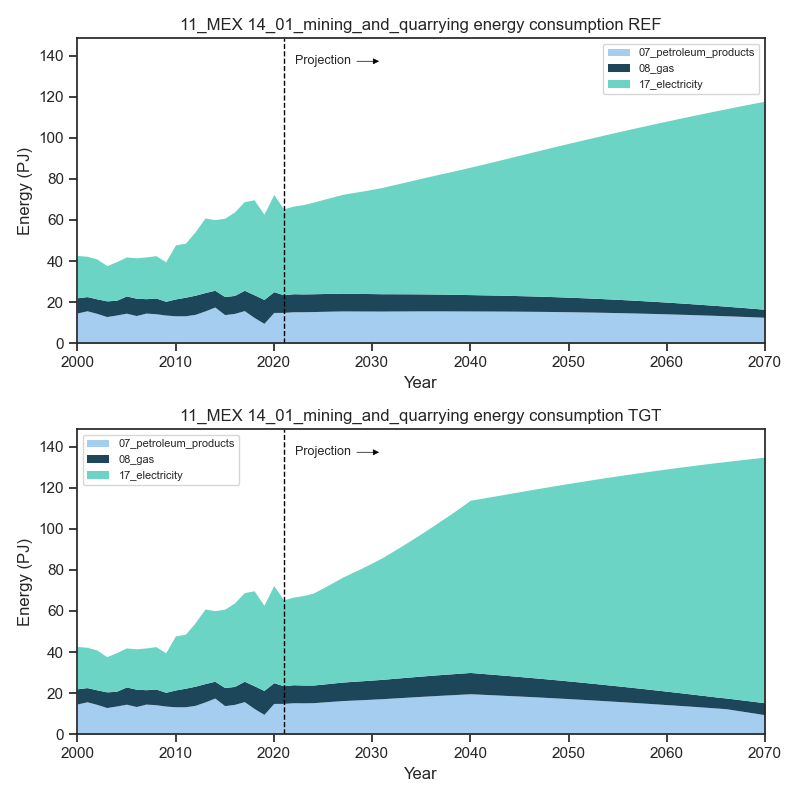 11_MEX 14_01_mining_and_quarrying energy consumption REF
Energy (PJ)
140
120
100
80
60
40
20
0
Projection
07_petroleum_products
08_gas
17_electricity
2000 2010 2020 2030 2040 2050 2060 2070
Year
11_MEX 14_01_mining_and_quarrying energy consumption TGT
Energy (PJ)
140
120
100
80
60
40
20
0
07_petroleum_products
08_gas
17_electricity
Projection
2000 2010 2020 2030 2040 2050 2060 2070
Year